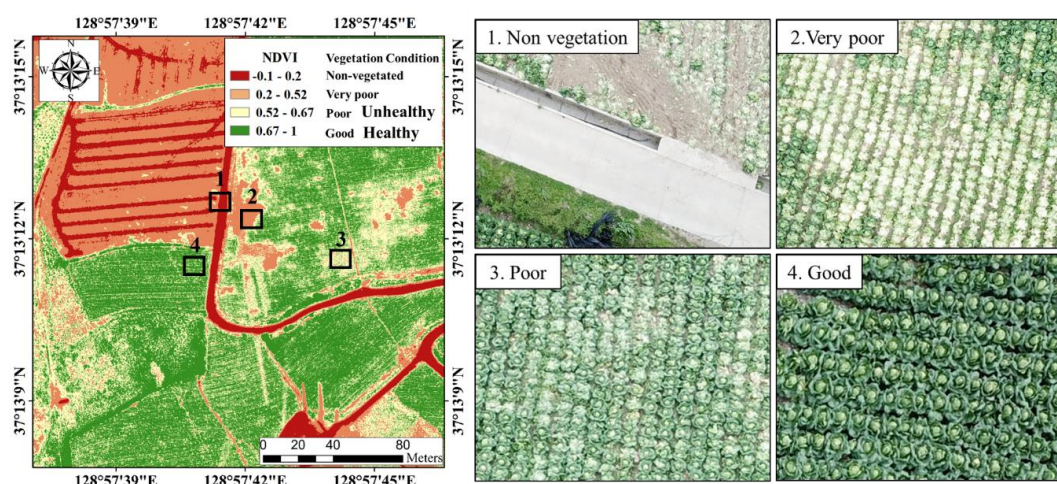 128°57'39"E 128°57'42"E 128°57'45"E
37°13'15"N
37°13'12"N
37°13'9"N
N
W E
S
NDVI Vegetation Condition
-0.1 - 0.2 Non-vegetated
0.2 - 0.52 Very poor
0.52 - 0.67 Poor Unhealthy
0.67 - 1 Good Healthy
1
2
3
4
0 20 40 80
Meters
37°13'15"N
37°13'12"N
37°13'9"N
128°57'39"E 128°57'42"E 128°57'45"E
1. Non vegetation
2.Very poor
3. Poor
4. Good